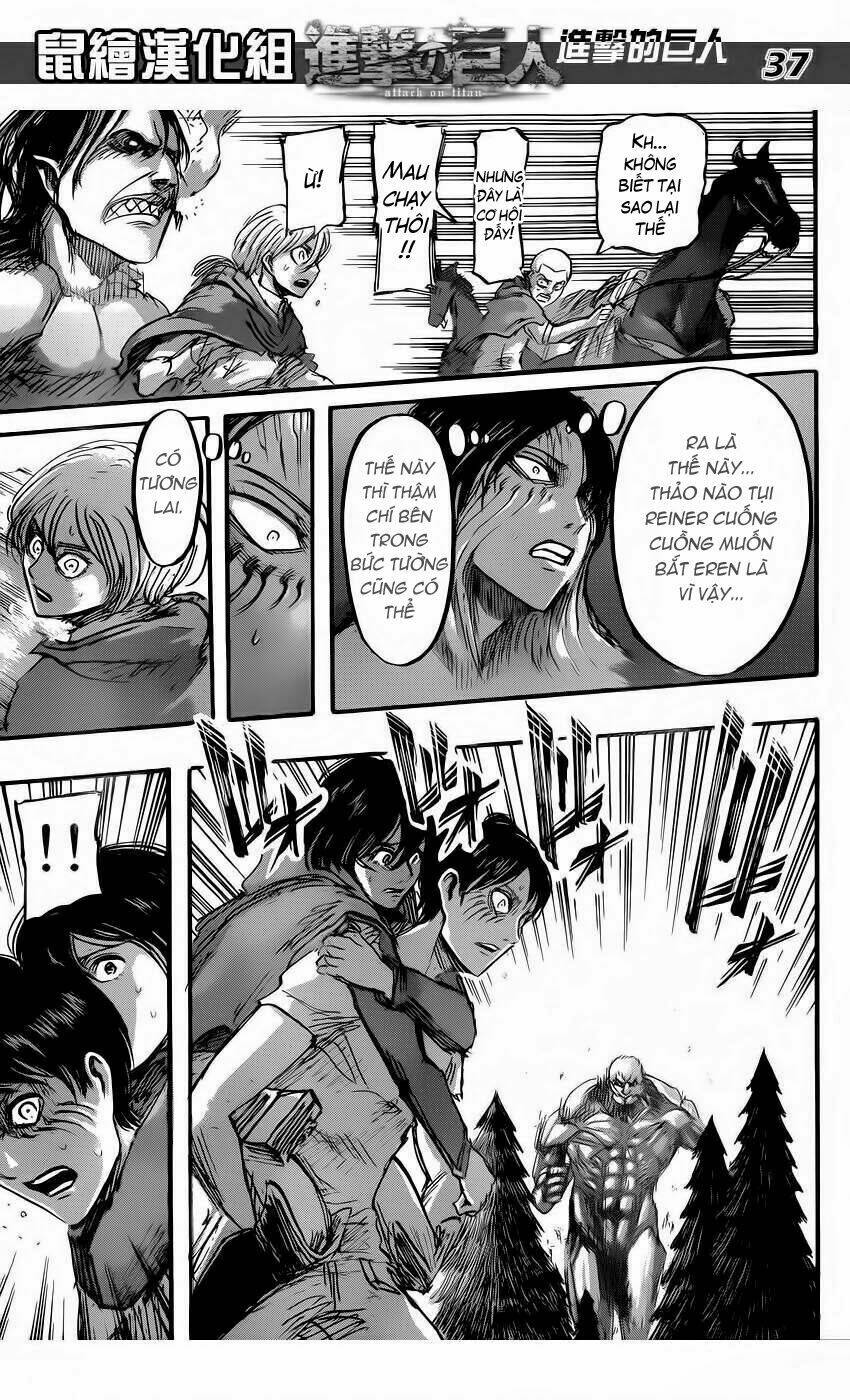 鼠繪漢化組
進撃の巨人
attack on titan
進擊的巨人
37
KH...
KHÔNG
BIẾT TẠI
SAO LẠI
THẾ
NHƯNG
ĐÂY LÀ
CƠ HỘI
ĐẤY!
MAU
CHẠY
THÔI
!!
Ừ!
RA LÀ
THẾ NÀY...
THẢO NÀO TỤI
REINER CUỐNG
CUỒNG MUỐN
BẮT EREN LÀ
VÌ VẬY...
THẾ NÀY
THÌ THẬM
CHÍ BÊN
TRONG
BỨC TƯỜNG
CŨNG CÓ
THỂ
CÓ
TƯƠNG
LAI.
!!